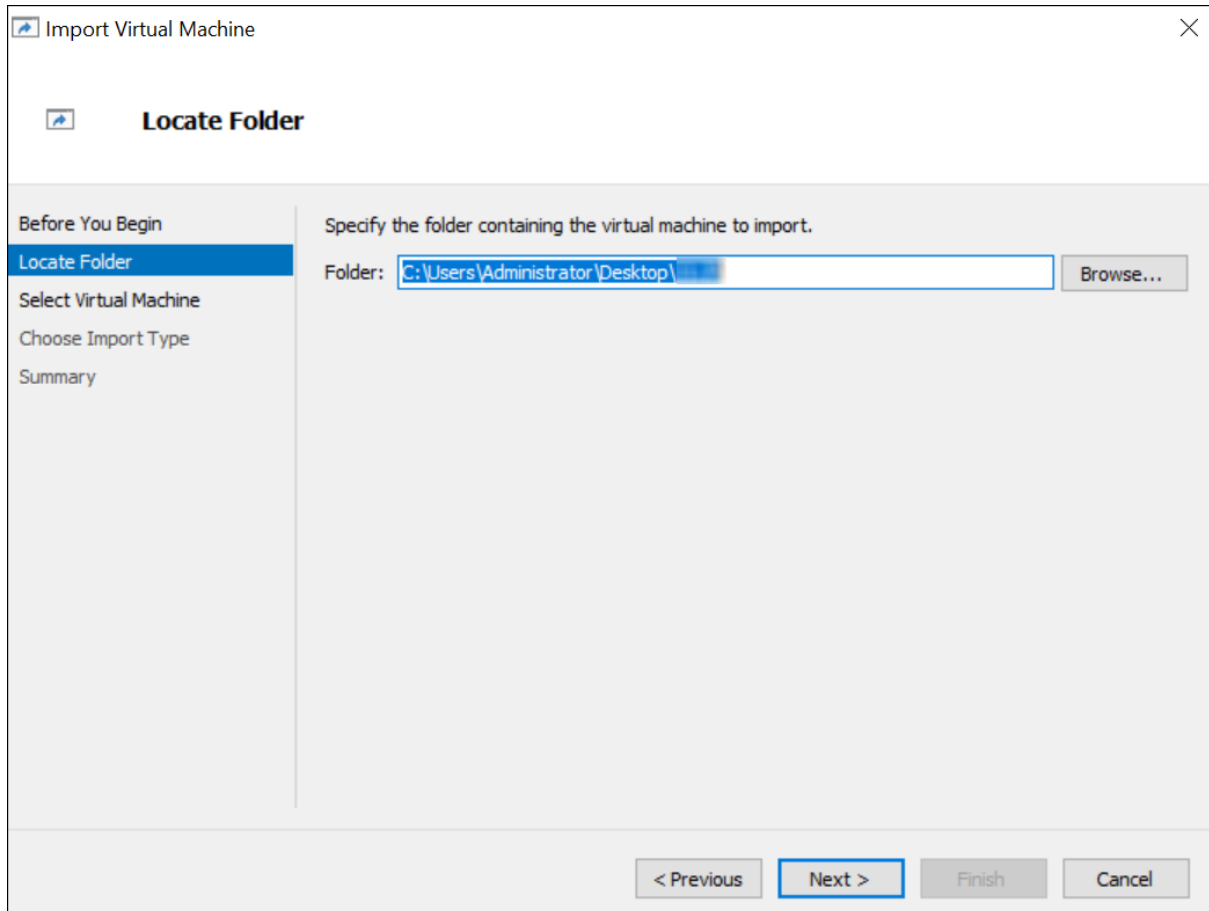 Import Virtual Machine
Locate Folder
Before You Begin
Locate Folder
Select Virtual Machine
Choose Import Type
Summary
Specify the folder containing the virtual machine to import.
Folder: C:\Users\Administrator\Desktop\ Browse...
< Previous Next > Finish Cancel